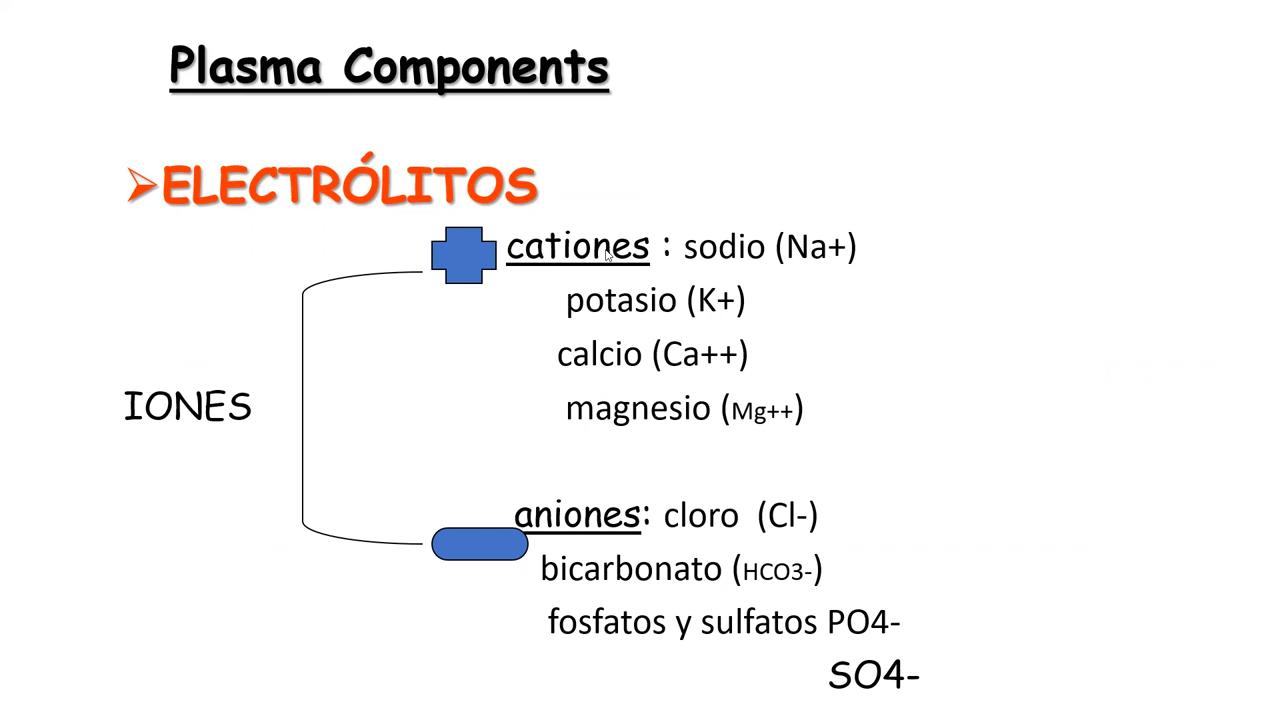 Plasma Components
ELECTRÓLITOS
cationes : sodio (Na+)
potasio (K+)
calcio (Ca++)
IONES
magnesio (Mg++)
aniones: cloro (Cl-)
bicarbonato (HCO3-)
fosfatos y sulfatos PO4-
SO4-